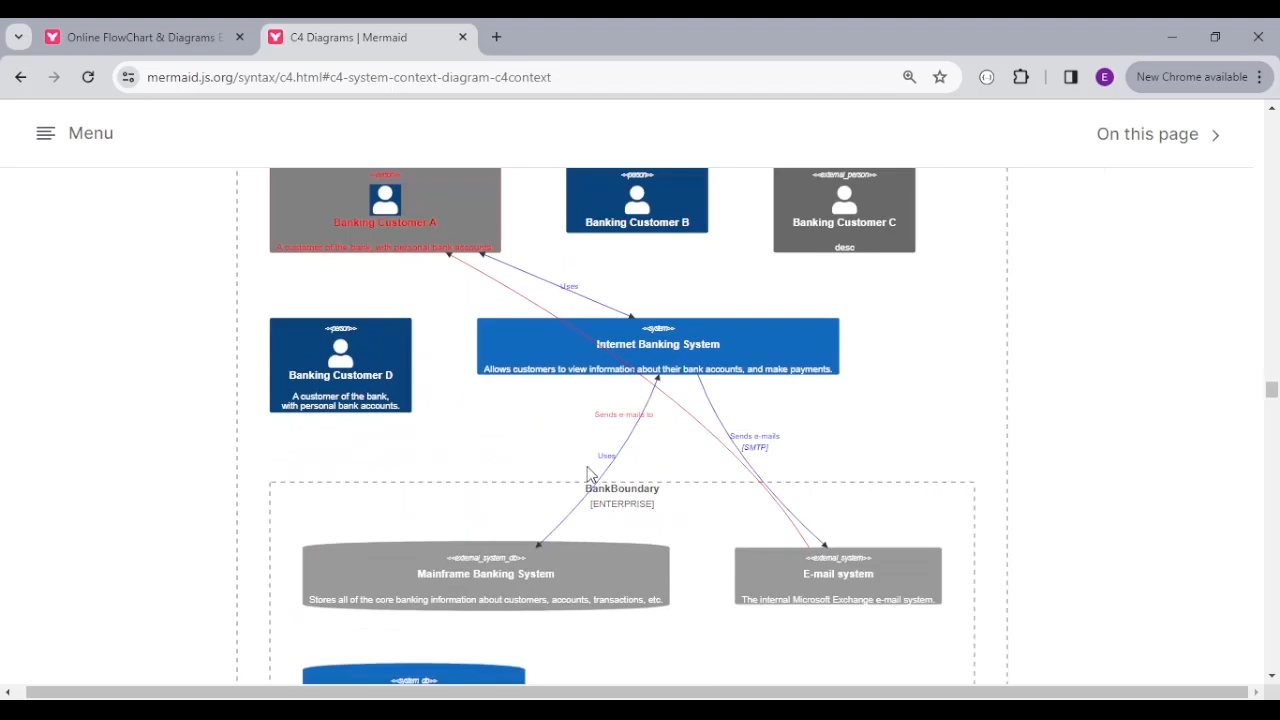 Online FlowChart & Diagrams E
C4 Diagrams | Mermaid
mermaid.js.org/syntax/c4.html#c4-system-context-diagram-c4context
E
New Chrome available
Menu
On this page
<<person>>
Banking Customer A
A customer of the bank, with personal bank accounts.
<<person>>
Banking Customer B
<<external_person>>
Banking Customer C
desc
Uses
<<person>>
Banking Customer D
A customer of the bank,
with personal bank accounts.
<<system>>
Internet Banking System
Allows customers to view information about their bank accounts, and make payments.
Sends e-mails to
Sends e-mails
[SMTP]
Uses
BankBoundary
[ENTERPRISE]
<<external_system_db>>
Mainframe Banking System
Stores all of the core banking information about customers, accounts, transactions, etc.
<<external_system>>
E-mail system
The internal Microsoft Exchange e-mail system.
<<system_db>>